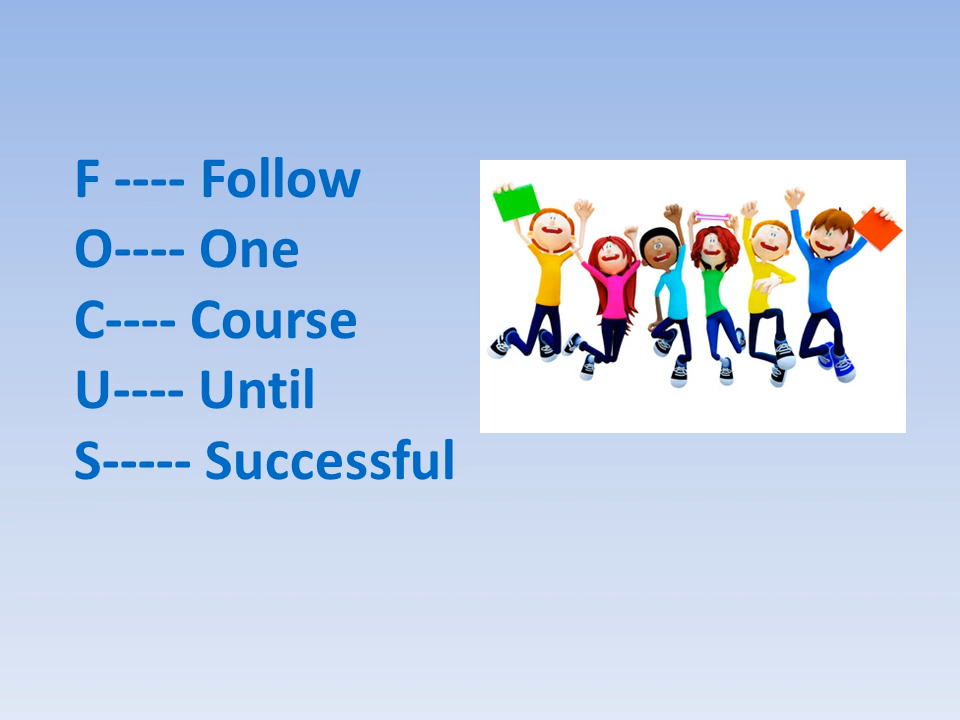 F ---- Follow
O---- One
C---- Course
U---- Until
S----- Successful